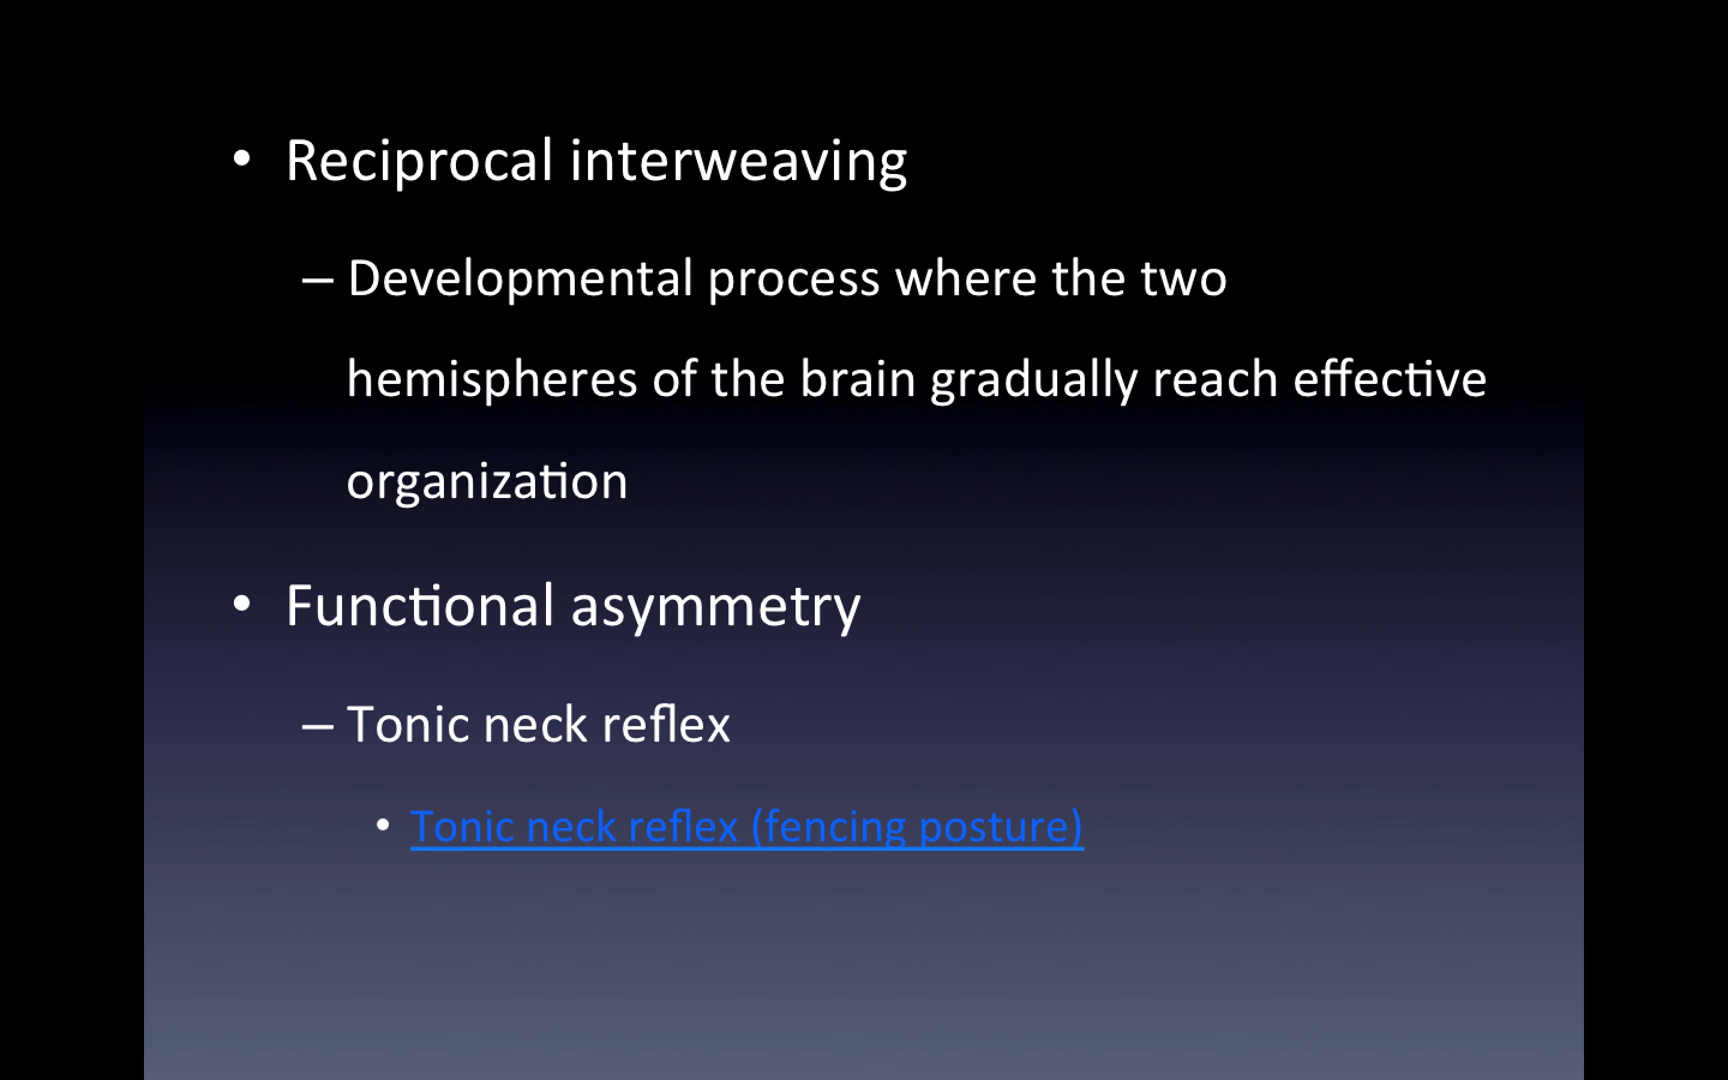 • Reciprocal interweaving
– Developmental process where the two
hemispheres of the brain gradually reach effective
organization
• Functional asymmetry
– Tonic neck reflex
• Tonic neck reflex (fencing posture)